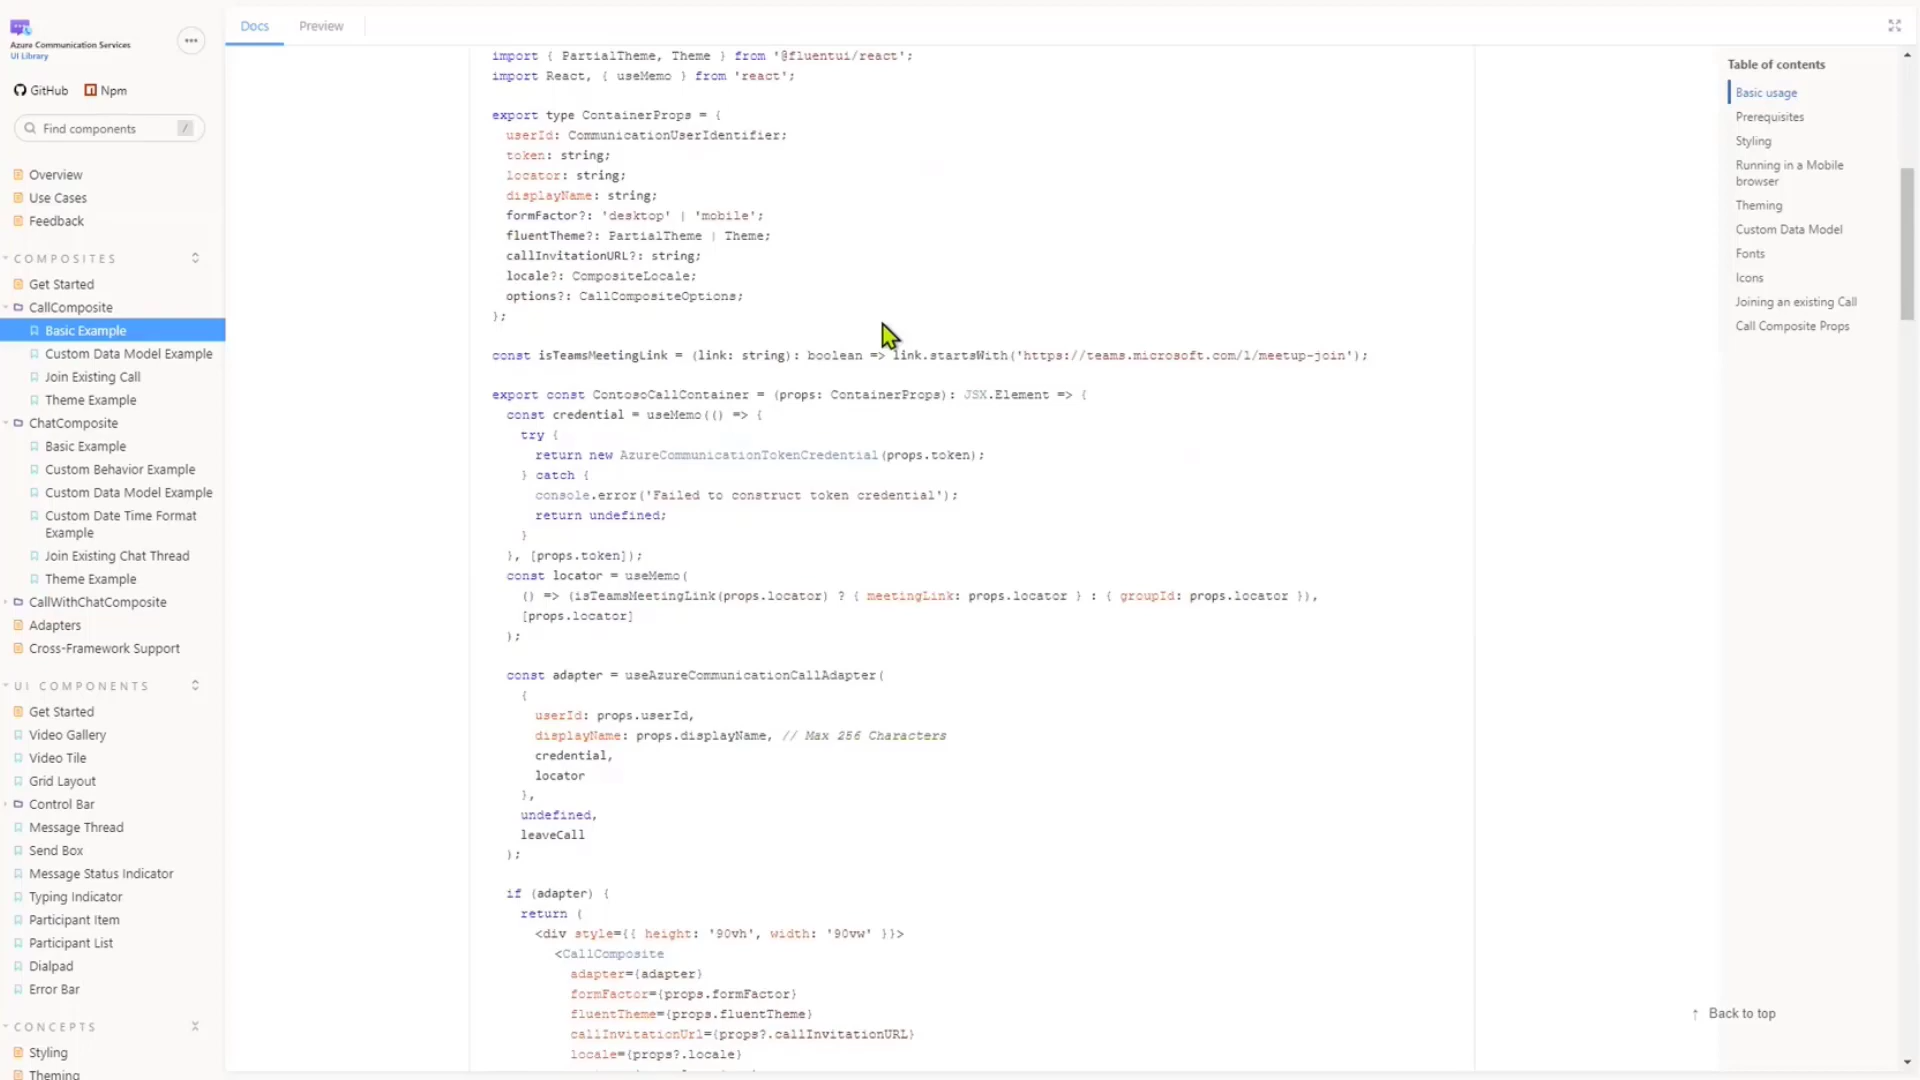 Azure Communication Services
UI Library
GitHub
Npm
Find components
/
Overview
Use Cases
Feedback
COMPOSITES
Get Started
CallComposite
Basic Example
Custom Data Model Example
Join Existing Call
Theme Example
ChatComposite
Basic Example
Custom Behavior Example
Custom Data Model Example
Custom Date Time Format
Example
Join Existing Chat Thread
Theme Example
CallWithChatComposite
Adapters
Cross-Framework Support
UI COMPONENTS
Get Started
Video Gallery
Video Tile
Grid Layout
Control Bar
Message Thread
Send Box
Message Status Indicator
Typing Indicator
Participant Item
Participant List
Dialpad
Error Bar
CONCEPTS
Styling
Theming
Docs
Preview
import { PartialTheme, Theme } from '@fluentui/react';
import React, { useMemo } from 'react';
export type ContainerProps = {
userId: CommunicationUserIdentifier;
token: string;
locator: string;
displayName: string;
formFactor?: 'desktop' | 'mobile';
fluentTheme?: PartialTheme | Theme;
callInvitationURL?: string;
locale?: CompositeLocale;
options?: CallCompositeOptions;
};
const isTeamsMeetingLink = (link: string): boolean => link.startsWith('https://teams.microsoft.com/l/meetup-join');
export const ContosoCallContainer = (props: ContainerProps): JSX.Element => {
const credential = useMemo(() => {
try {
return new AzureCommunicationTokenCredential(props.token);
} catch {
console.error('Failed to construct token credential');
return undefined;
}
}, [props.token]);
const locator = useMemo(
() => (isTeamsMeetingLink(props.locator) ? { meetingLink: props.locator } : { groupId: props.locator }),
[props.locator]
);
const adapter = useAzureCommunicationCallAdapter(
{
userId: props.userId,
displayName: props.displayName, // Max 256 Characters
credential,
locator
},
undefined,
leaveCall
);
if (adapter) {
return (
<div style={{ height: '90vh', width: '90vw' }}>
<CallComposite
adapter={adapter}
formFactor={props.formFactor}
fluentTheme={props.fluentTheme}
callInvitationUrl={props?.callInvitationURL}
locale={props?.locale}
Table of contents
Basic usage
Prerequisites
Styling
Running in a Mobile
browser
Theming
Custom Data Model
Fonts
Icons
Joining an existing Call
Call Composite Props
↑ Back to top